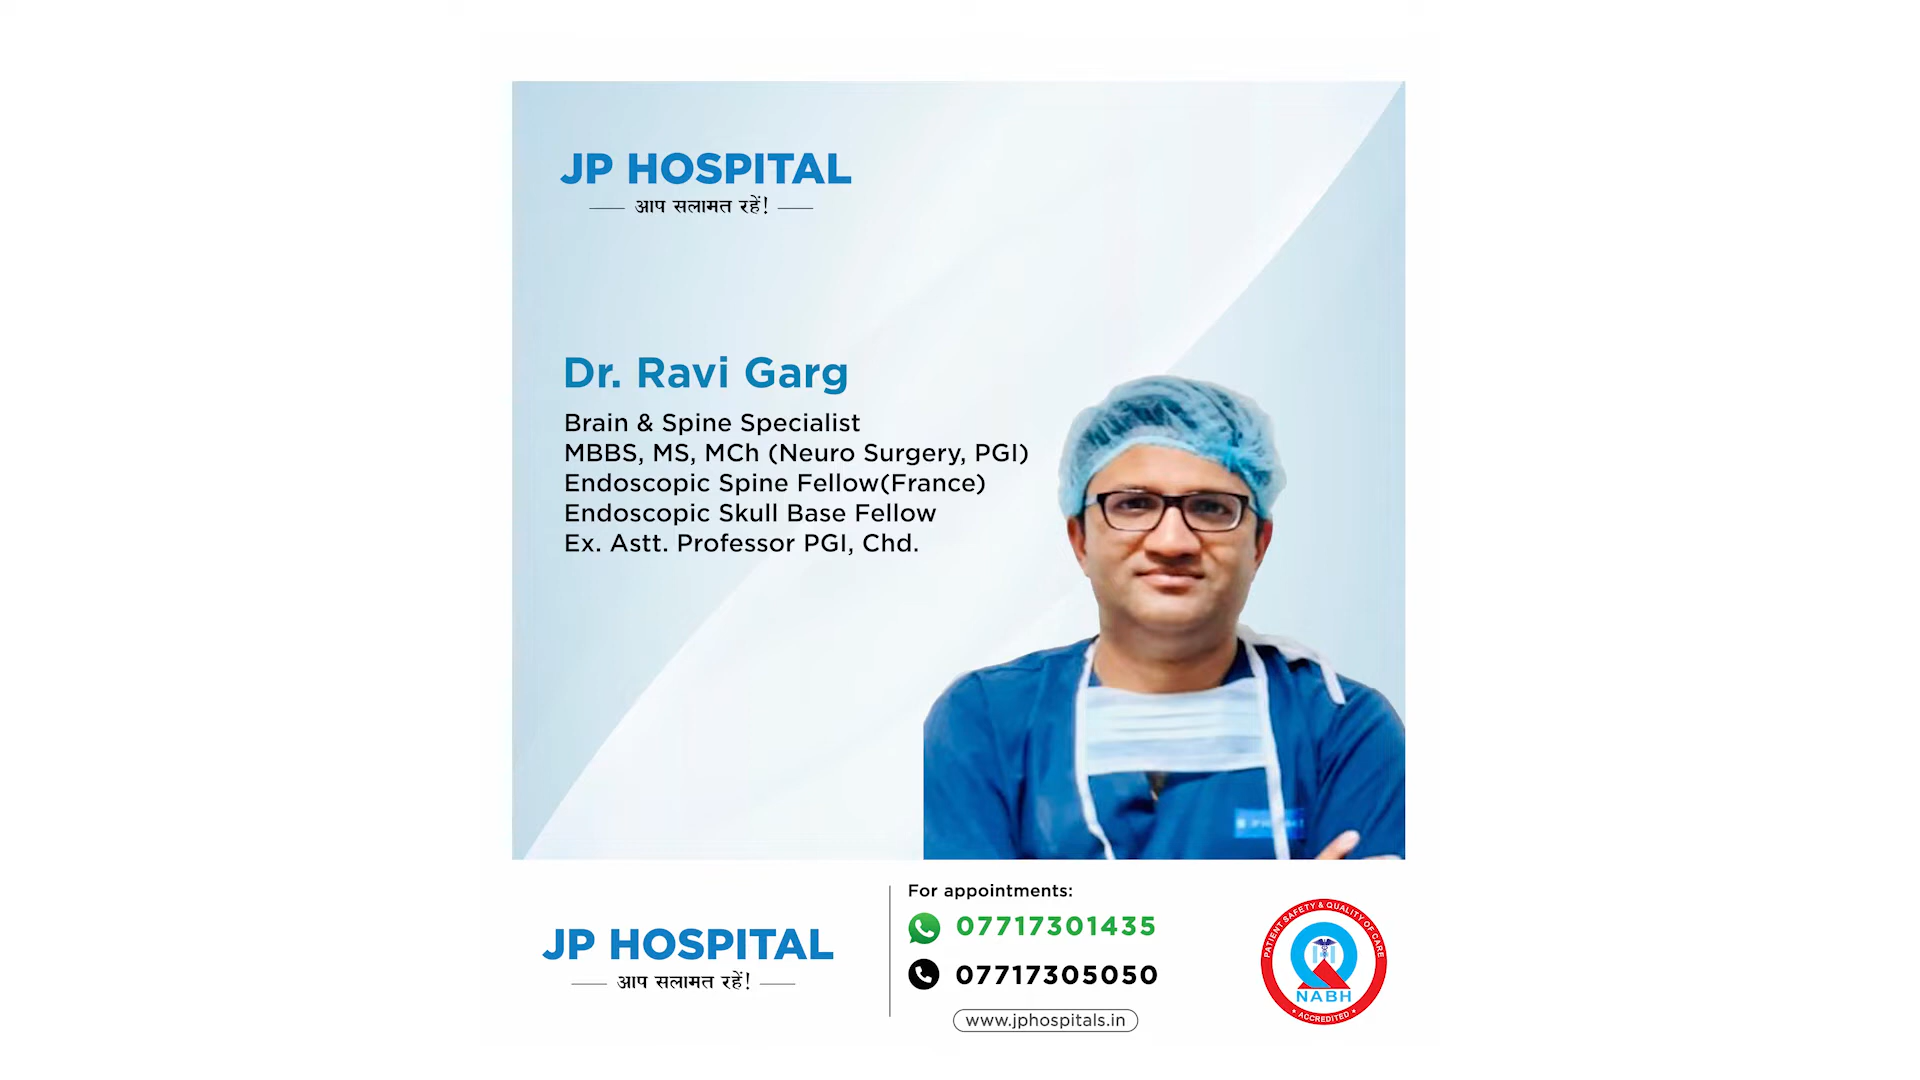 JP HOSPITAL
आप सलामत रहें!
Dr. Ravi Garg
Brain & Spine Specialist
MBBS, MS, MCh (Neuro Surgery, PGI)
Endoscopic Spine Fellow(France)
Endoscopic Skull Base Fellow
Ex. Astt. Professor PGI, Chd.
JP HOSPITAL
आप सलामत रहें!
For appointments:
07717301435
07717305050
www.jphospitals.in
PATIENT SAFETY & QUALITY OF CARE
NABH
ACCREDITED